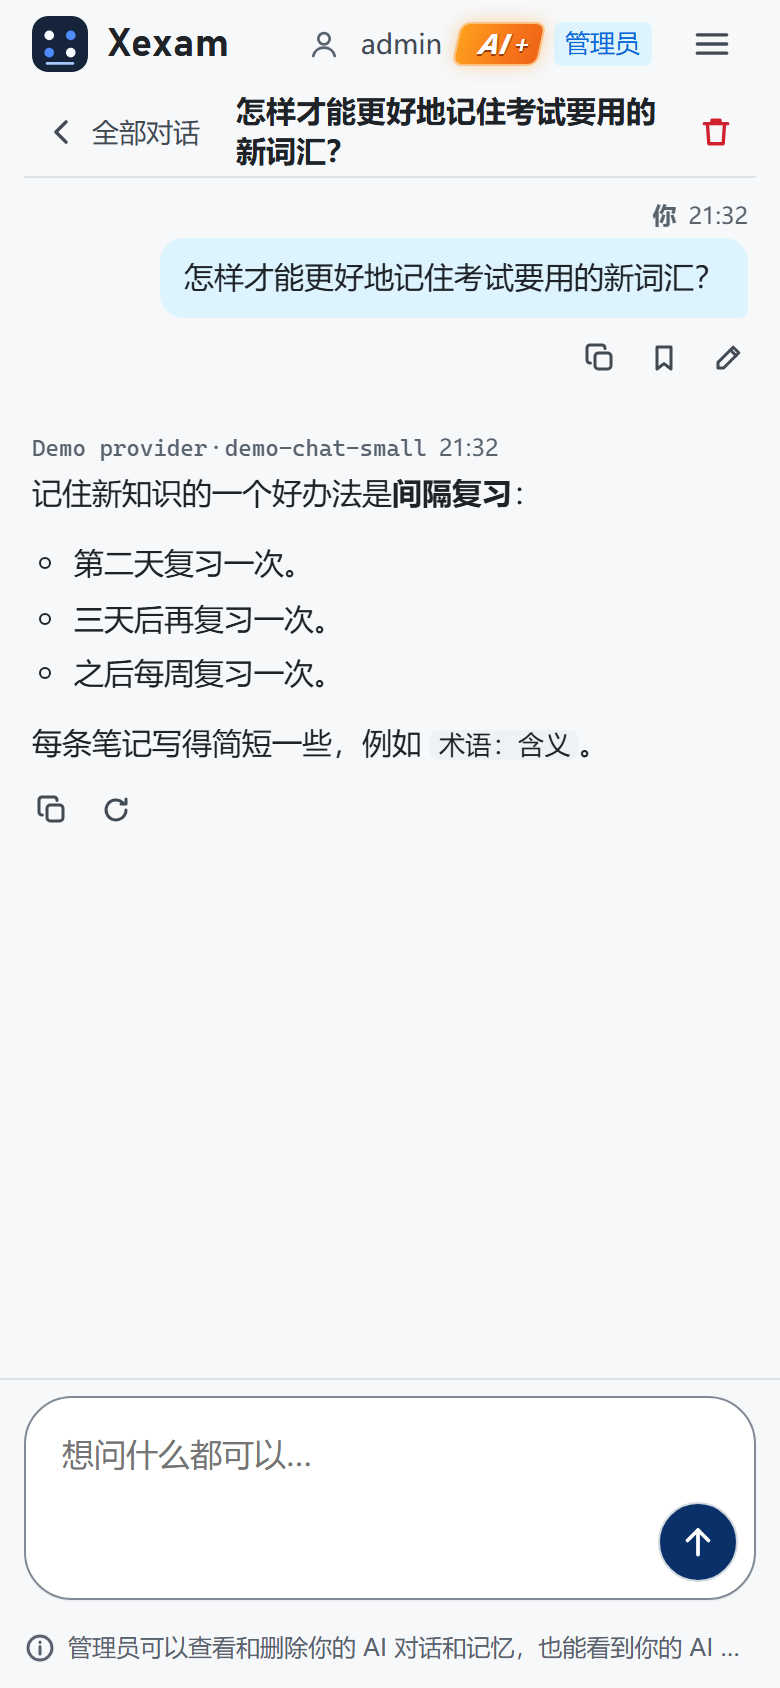 Xexam
admin
AI+
管理员
全部对话
怎样才能更好地记住考试要用的
新词汇？
你 21:32
怎样才能更好地记住考试要用的新词汇？
Demo provider · demo-chat-small 21:32
记住新知识的一个好办法是间隔复习：
第二天复习一次。
三天后再复习一次。
之后每周复习一次。
每条笔记写得简短一些，例如 术语：含义 。
想问什么都可以...
管理员可以查看和删除你的 AI 对话和记忆，也能看到你的 AI ...